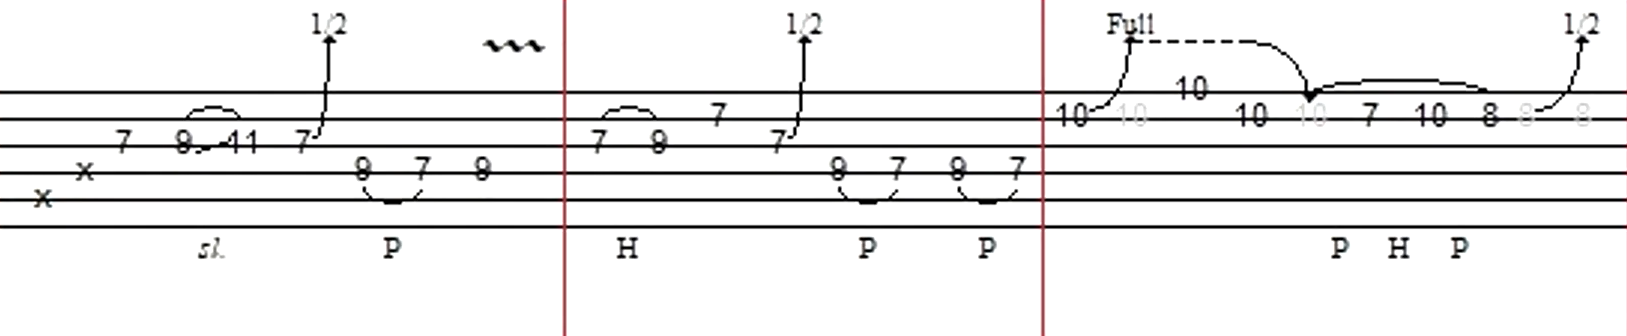 1/2 1/2 Full 1/2
10
7 10 10 10 10 7 10 8 8 8
7 9 11 7 7 9 7
x 9 7 9 9 7 9 7
x
sl. P H P P P H P